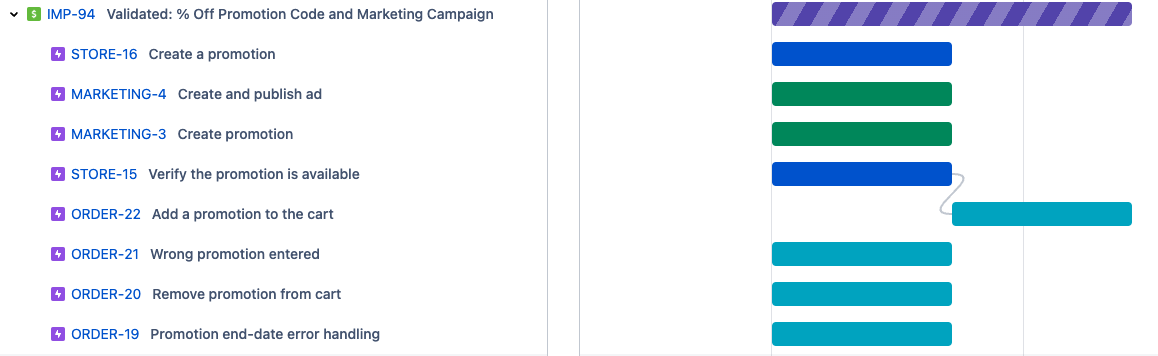 IMP-94 Validated: % Off Promotion Code and Marketing Campaign
STORE-16 Create a promotion
MARKETING-4 Create and publish ad
MARKETING-3 Create promotion
STORE-15 Verify the promotion is available
ORDER-22 Add a promotion to the cart
ORDER-21 Wrong promotion entered
ORDER-20 Remove promotion from cart
ORDER-19 Promotion end-date error handling